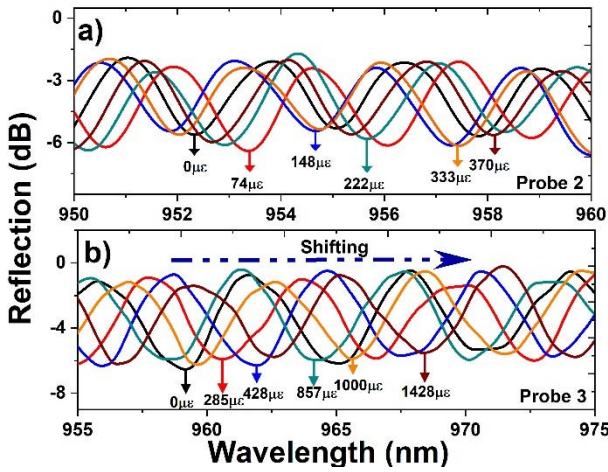 a)
0
-3
-6
0με
74με
148με
222με
333με
370με
Probe 2
950 952 954 956 958 960
Reflection (dB)
b)
Shifting
0
-4
-8
0με
285με
428με
857με
1000με
1428με
Probe 3
955 960 965 970 975
Wavelength (nm)